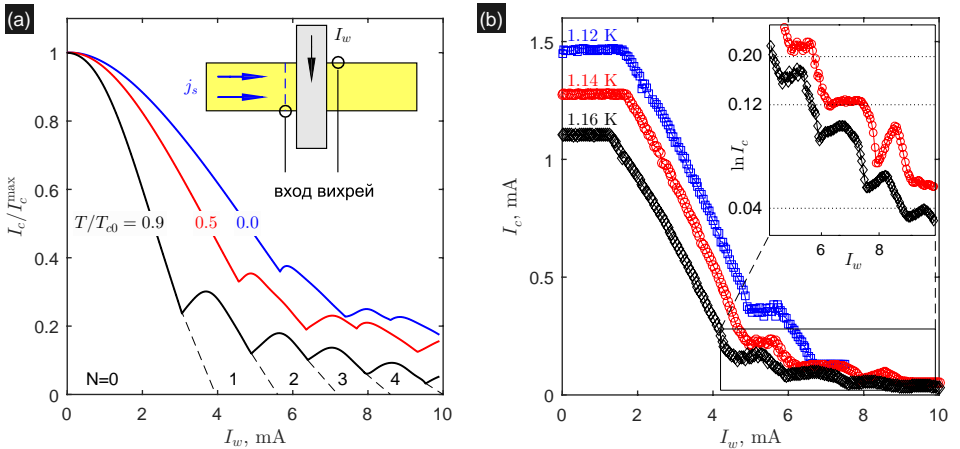 (a)
I_c/I_c^max
1
0.8
0.6
0.4
0.2
0
I_w
j_s
вход вихрей
T/T_c0 = 0.9 0.5 0.0
N=0 1 2 3 4
0 2 4 6 8 10
I_w, mA
(b)
I_c, mA
1.5
1
0.5
0
1.12 K
1.14 K
1.16 K
ln I_c
0.20
0.12
0.04
6 8
I_w
0 2 4 6 8 10
I_w, mA